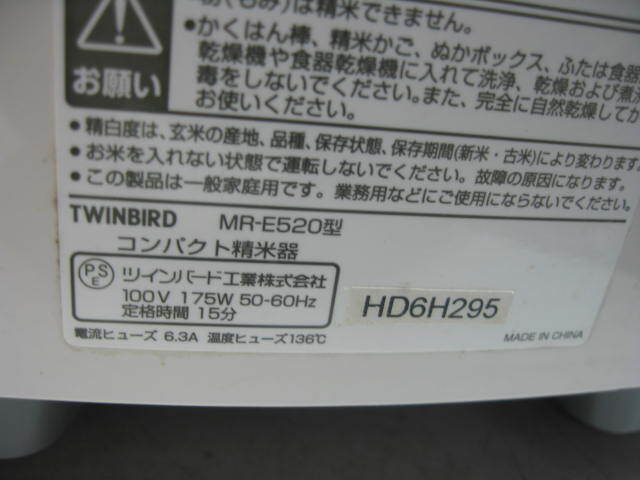 (もみ)は精米できません。
●かくはん棒、精米かご、ぬかボックス、ふたは食器
乾燥機や食器乾燥機に入れて洗浄、乾燥および煮沸
毒をしないでください。また、完全に自然乾燥してか
お使いください。
お願い
●精白度は、玄米の産地、品種、保存状態、保存期間(新米・古米)により変わります。
●お米を入れない状態で運転しないでください。故障の原因になります。
●この製品は一般家庭用です。業務用などにご使用にならないでください。
TWINBIRD MR-E520型
コンパクト精米器
PSE ツインバード工業株式会社
100V 175W 50-60Hz
定格時間 15分
HD6H295
電流ヒューズ 6.3A 温度ヒューズ136℃
MADE IN CHINA